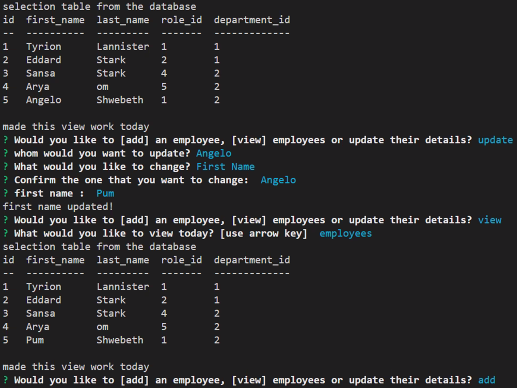 selection table from the database
id  first_name  last_name  role_id  department_id
--  ----------  ---------  -------  -------------
1   Tyrion      Lannister  1        1
2   Eddard      Stark      2        1
3   Sansa       Stark      4        2
4   Arya        om         5        2
5   Angelo      Shwebeth   1        2
made this view work today
? Would you like to [add] an employee, [view] employees or update their details? update
? whom would you want to update? Angelo
? What would you like to change? First Name
? Confirm the one that you want to change:  Angelo
? first name :  Pum
first name updated!
? Would you like to [add] an employee, [view] employees or update their details? view
? What would you like to view today? [use arrow key]  employees
selection table from the database
id  first_name  last_name  role_id  department_id
--  ----------  ---------  -------  -------------
1   Tyrion      Lannister  1        1
2   Eddard      Stark      2        1
3   Sansa       Stark      4        2
4   Arya        om         5        2
5   Pum         Shwebeth   1        2
made this view work today
? Would you like to [add] an employee, [view] employees or update their details? add